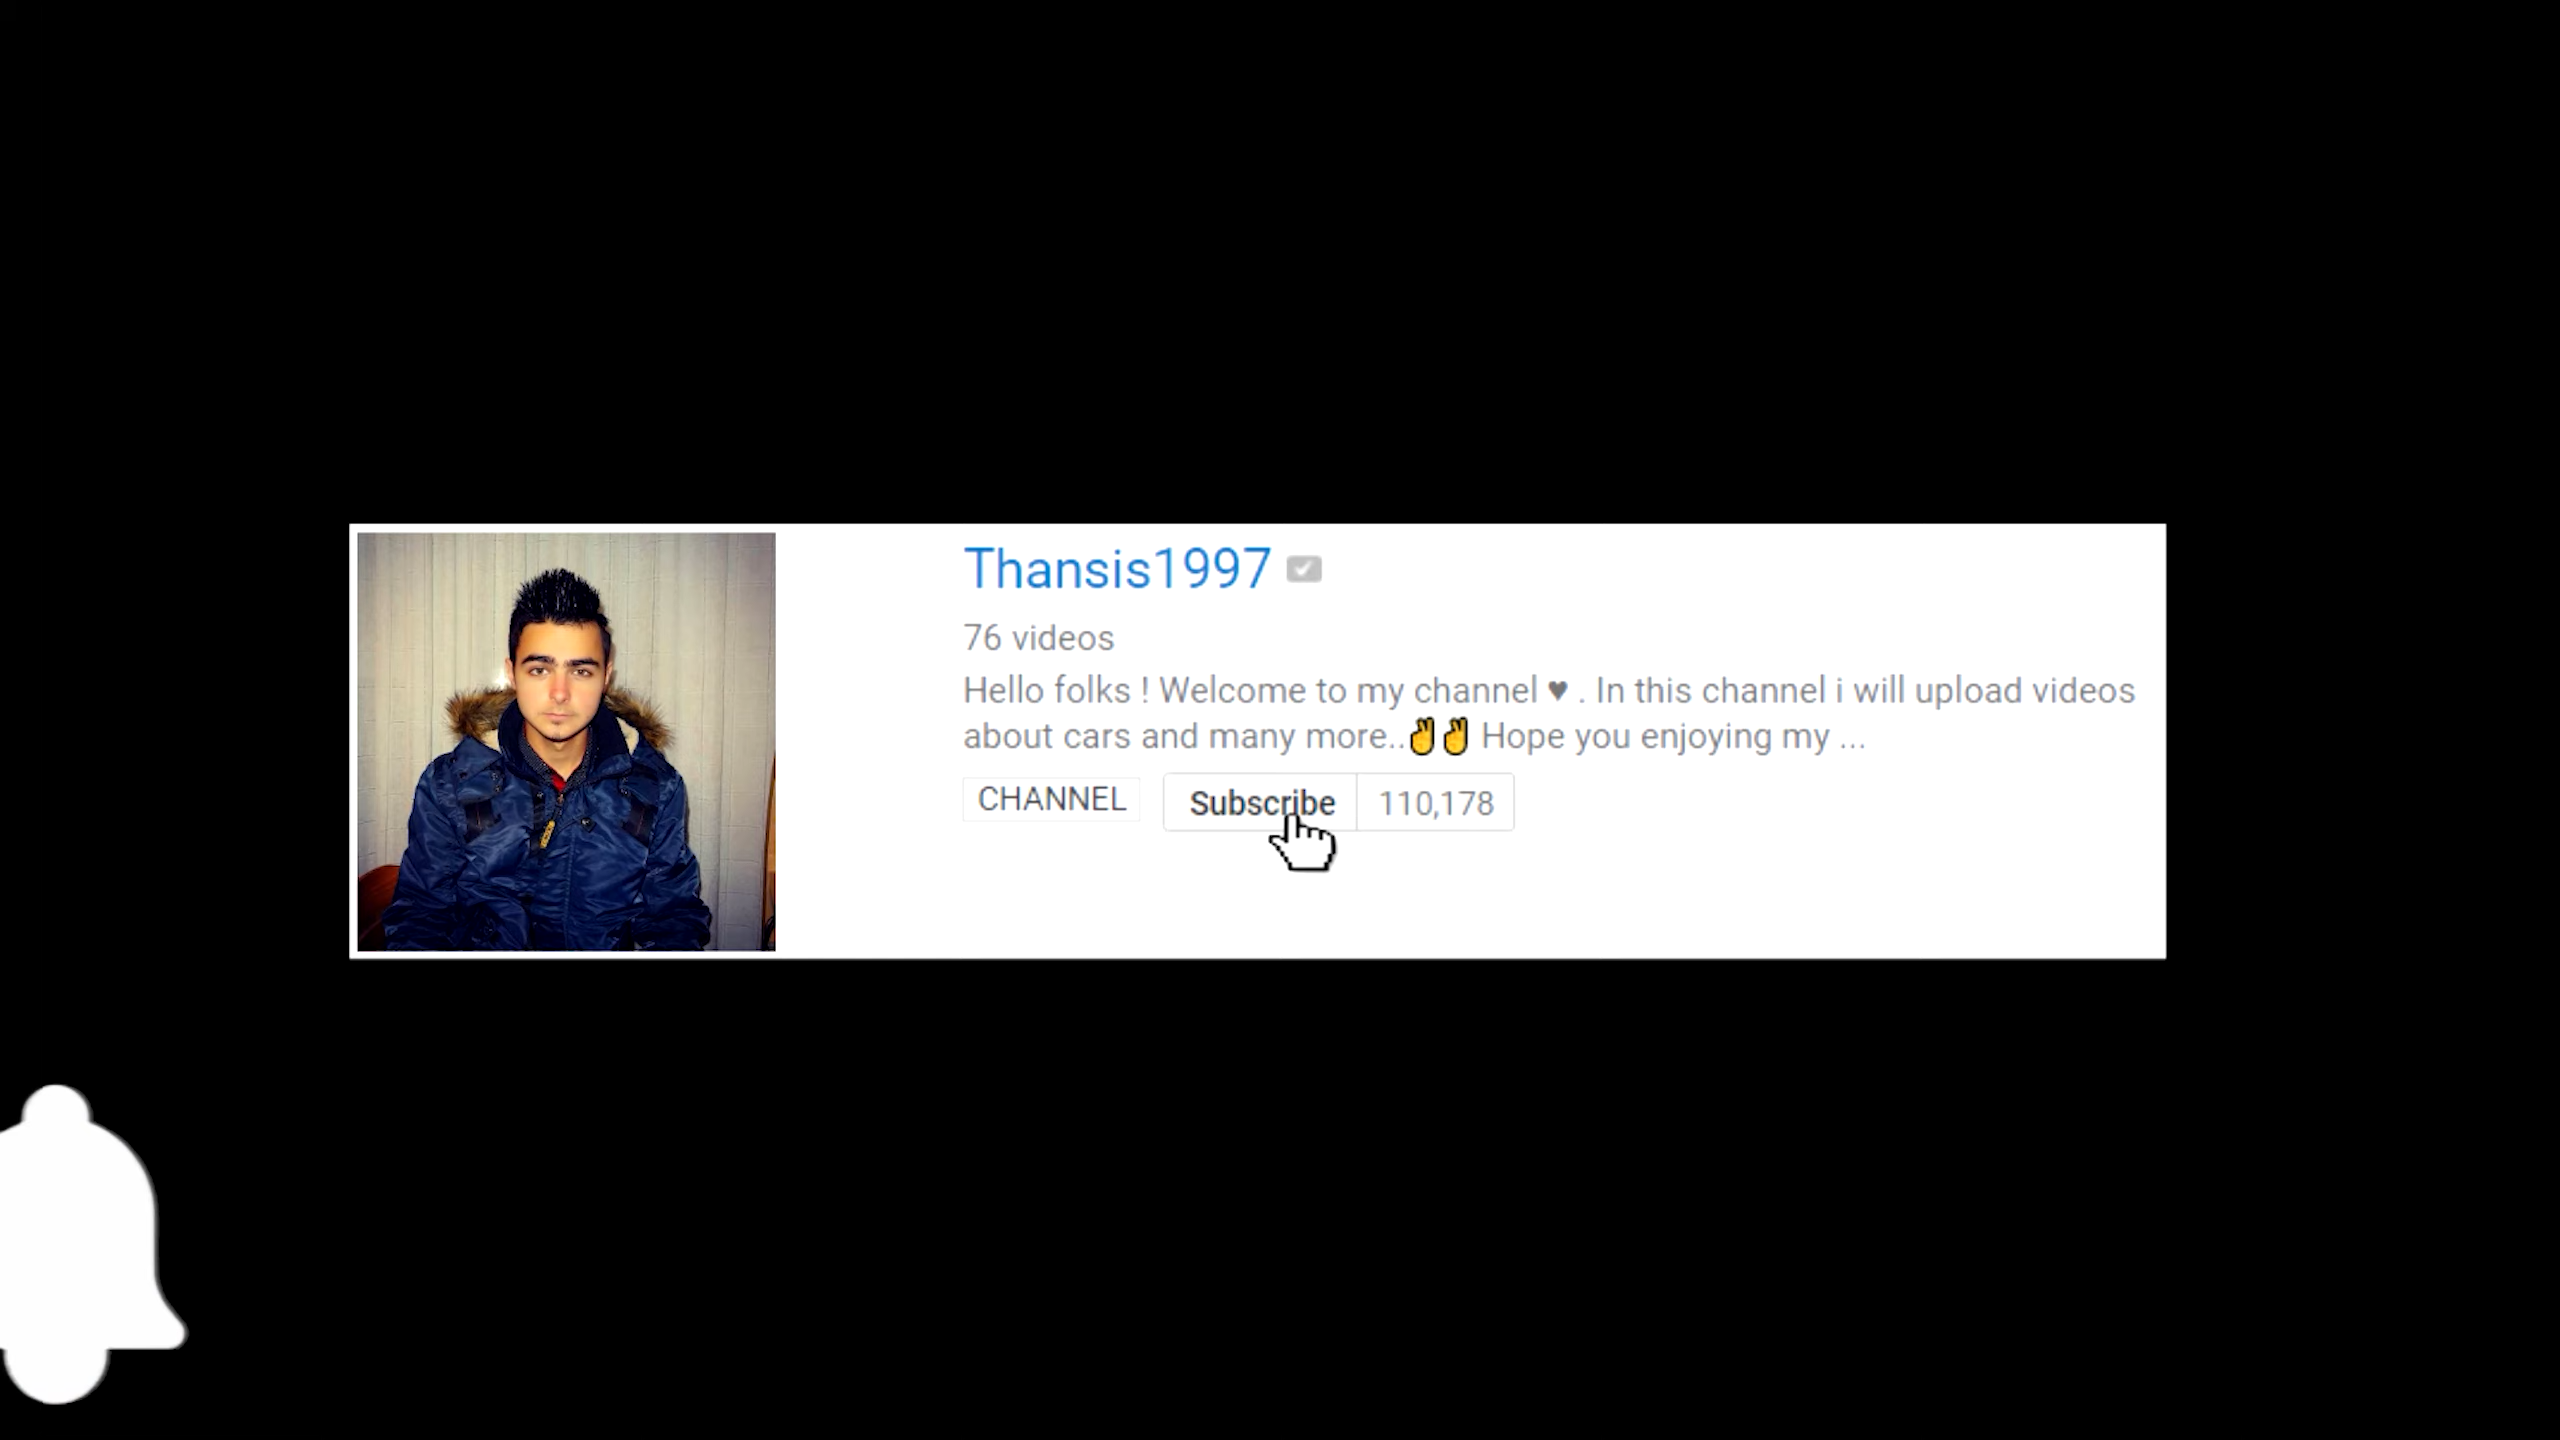 Thansis1997
76 videos
Hello folks ! Welcome to my channel ♥ . In this channel i will upload videos
about cars and many more..✌✌ Hope you enjoying my ...
CHANNEL Subscribe 110,178